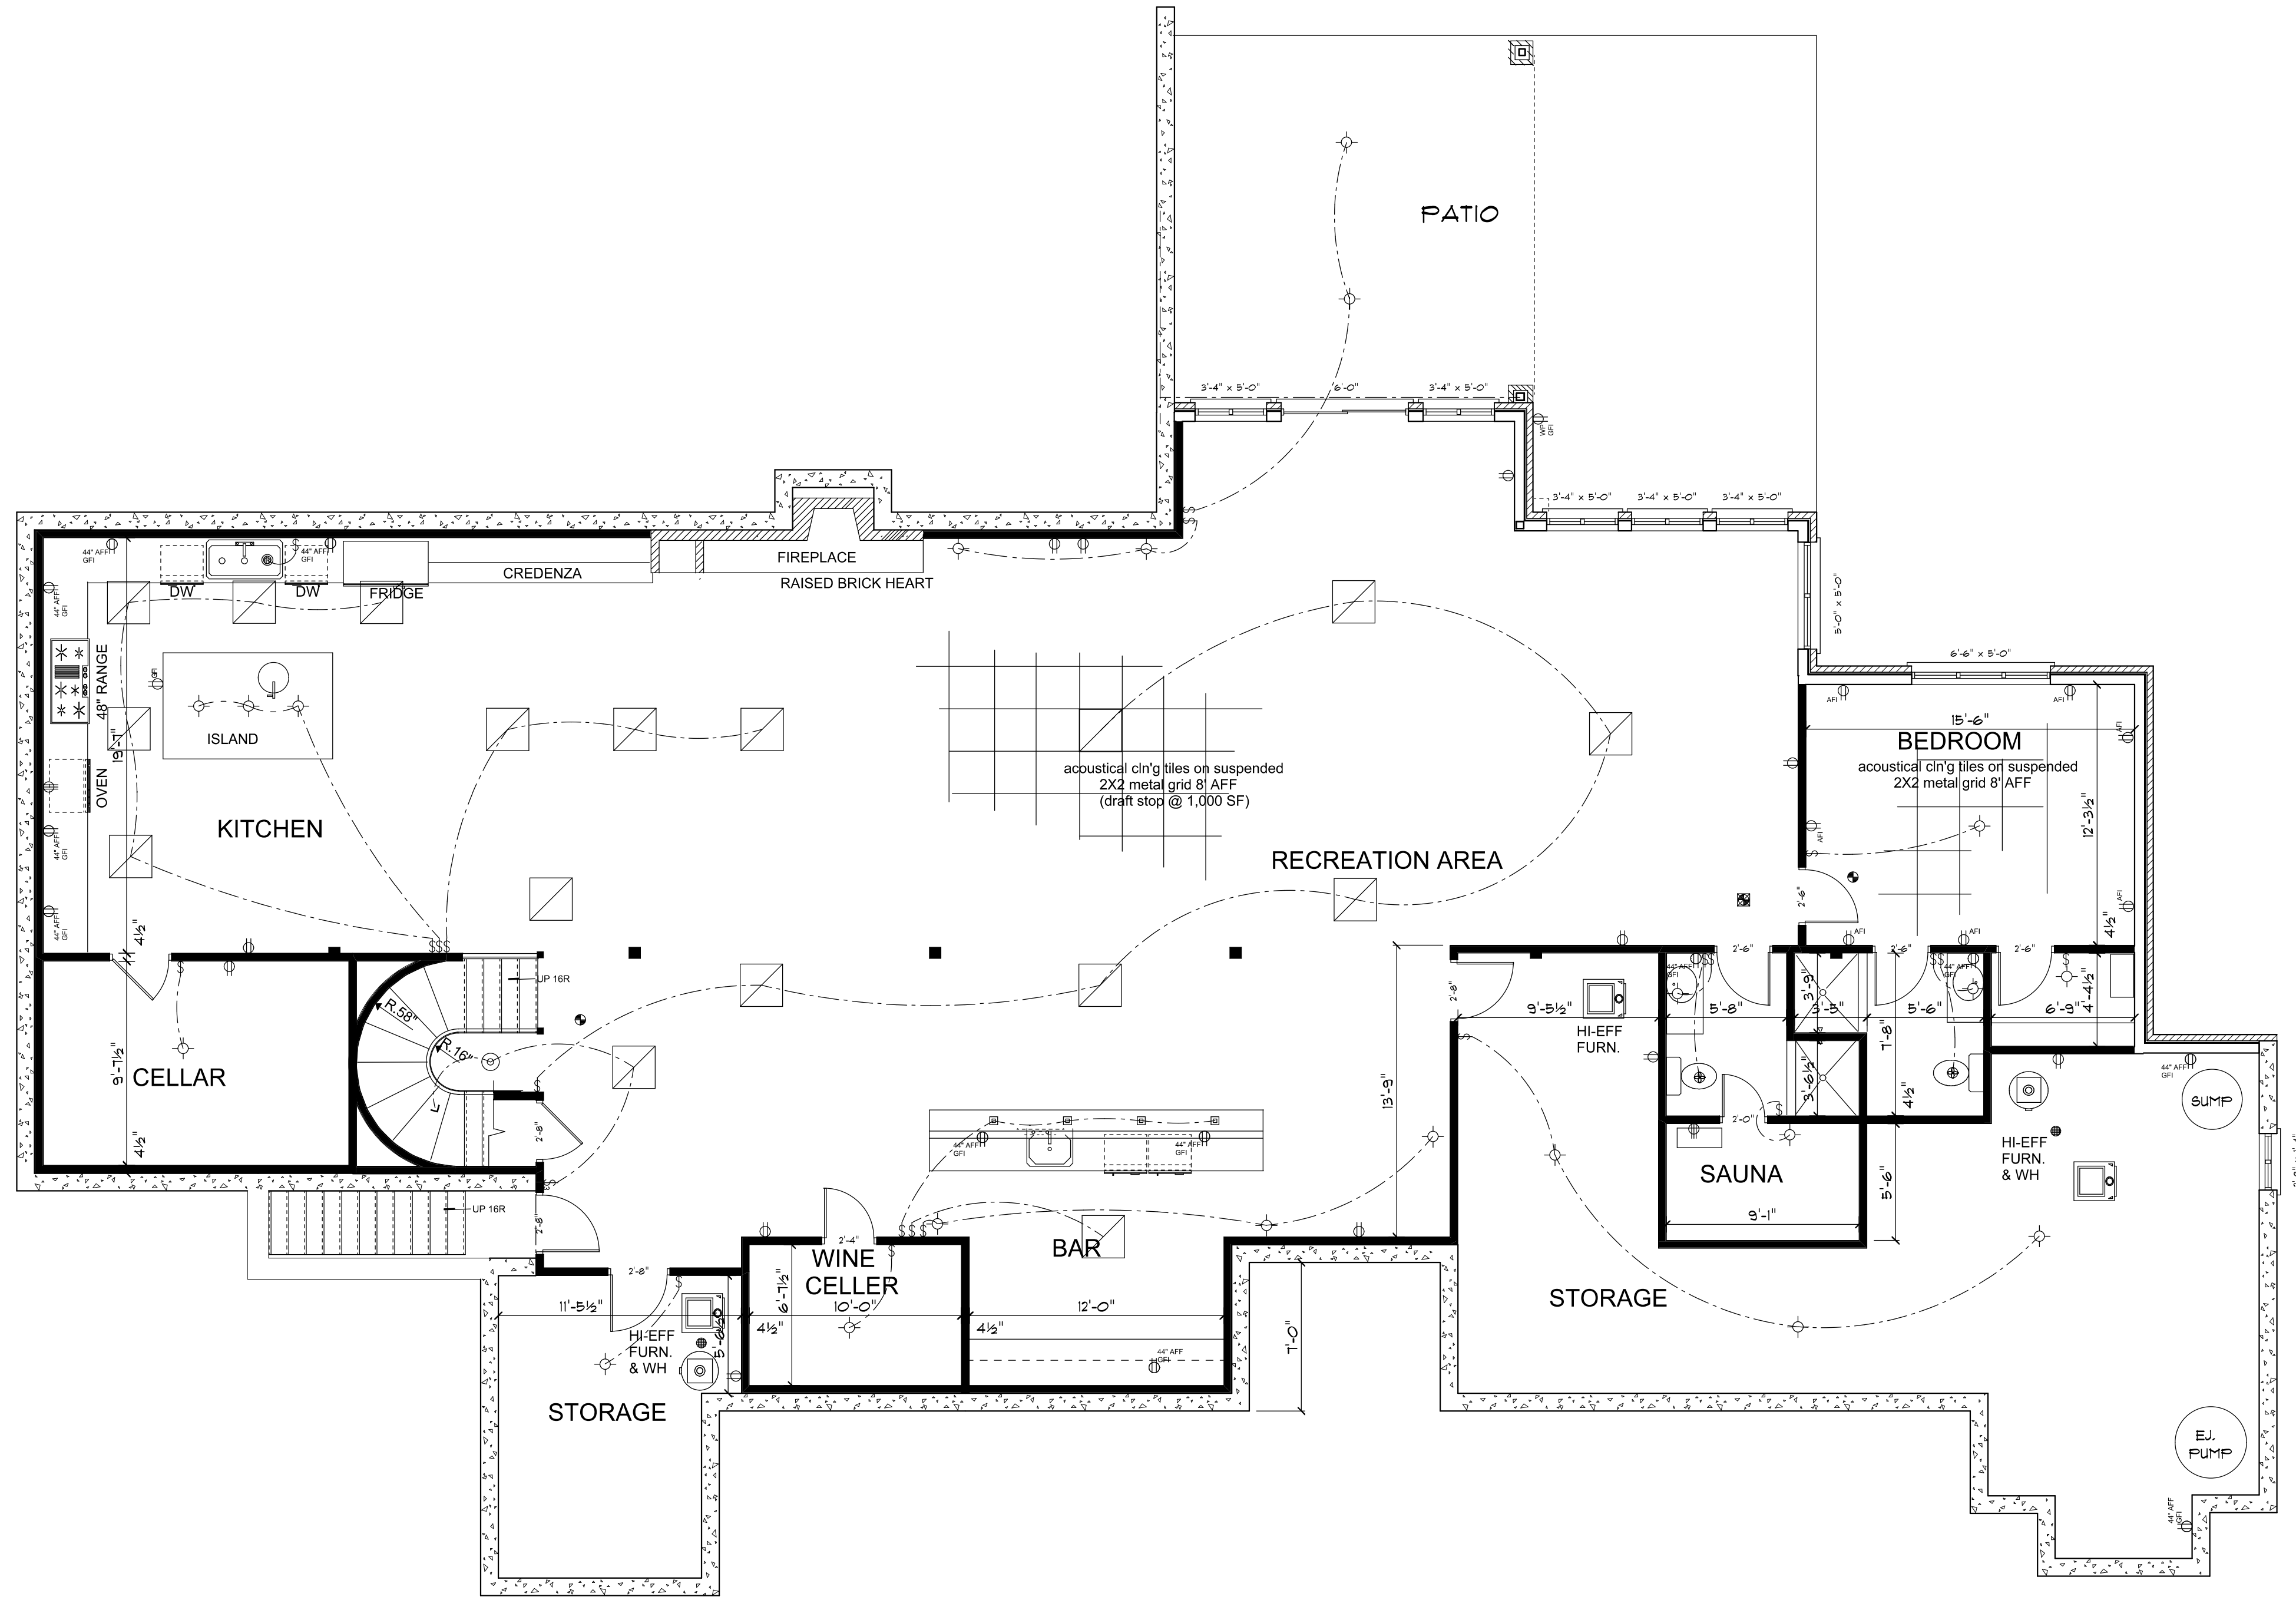 PATIO
3'-4" x 5'-0"
6'-0"
3'-4" x 5'-0"
WP
GFI
3'-4" x 5'-0"
3'-4" x 5'-0"
3'-4" x 5'-0"
5'-0" x 5'-0"
6'-6" x 5'-0"
44" AFF
GFI
44" AFF
GFI
DW
DW
FRIDGE
CREDENZA
FIREPLACE
RAISED BRICK HEART
44" AFF
GFI
48" RANGE
GFI
ISLAND
19'-7"
OVEN
KITCHEN
44" AFF
GFI
44" AFF
GFI
4½"
acoustical cln'g tiles on suspended
2X2 metal grid 8' AFF
(draft stop @ 1,000 SF)
RECREATION AREA
AFI
AFI
AFI
15'-6"
BEDROOM
acoustical cln'g tiles on suspended
2X2 metal grid 8' AFF
12'-3½"
AFI
2'-6"
AFI
AFI
AFI
4½"
SSS
UP 16R
R.58"
R.16"
9'-7½"
CELLAR
4½"
2'-8"
UP 16R
2'-8"
13'-9"
2'-8"
9'-5½"
HI-EFF
FURN.
2'-6"
2'-6"
2'-6"
44" AFF
GFI
44" AFF
GFI
5'-8"
3'-9"
3'-5"
5'-6"
6'-9"
4'-4½"
7'-8"
3'-6½"
4½"
2'-0"
SAUNA
9'-1"
5'-6"
44" AFF
GFI
SUMP
HI-EFF
FURN.
& WH
44" AFF
GFI
44" AFF
GFI
2'-8"
2'-4"
SSS
WINE
CELLER
BAR
11'-5½"
6'-7½"
10'-0"
12'-0"
4½"
4½"
HI-EFF
FURN.
& WH
STORAGE
44" AFF
GFI
7'-0"
STORAGE
EJ.
PUMP
44" AFF
GFI